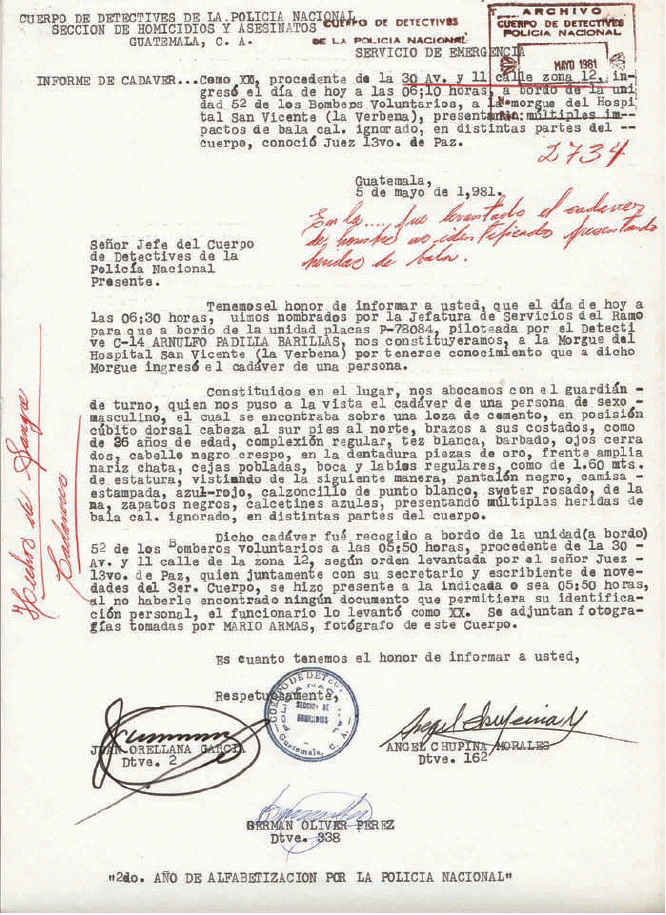 CUERPO DE DETECTIVES DE LA POLICIA NACIONAL
SECCION DE HOMICIDIOS Y ASESINATOS
GUATEMALA, C. A.
CUERPO DE DETECTIVES
DE LA POLICIA NACIONAL
SERVICIO DE EMERGENCIA
ARCHIVO
CUERPO DE DETECTIVES
POLICIA NACIONAL
MAYO 1981
INFORME DE CADAVER...Como XX, procedente de la 30 Av. y 11 calle zona 12, in-
gresó el día de hoy a las 06;10 horas, a bordo de la uni
dad 52 de los Bomberos Voluntarios, a la morgue del Hospi
tal San Vicente (la Verbena), presentando múltiples im-
pactos de bala cal. ignorado, en distintas partes del --
cuerpo, conoció Juez 13vo. de Paz.
2734
Guatemala,
5 de mayo de 1,981.
En la.... fue levantado el cadaver
de hombre no identificado presentando
heridas de bala.
Señor Jefe del Cuerpo
de Detectives de la
Policía Nacional
Presente.
Tenemosel honor de informar a usted, que el día de hoy a
las 06:30 horas, uimos nombrados por la Jefatura de Servicios del Ramo
para que a bordo de la unidad placas P-78084, piloteada por el Detecti
ve C-14 ARNULFO PADILLA BARILLAS, nos constituyeramos, a la Morgue del
Hospital San Vicente (la Verbena) por tenerse conocimiento que a dicho
Morgue ingresó el cadáver de una persona.
Constituidos en el lugar, nos abocamos con el guardián -
de turno, quien nos puso a la vista el cadáver de una persona de sexo
masculino, el cual se encontraba sobre una loza de cemento, en posición
cúbito dorsal cabeza al sur pies al norte, brazos a sus costados, como
de 26 años de edad, complexión regular, tez blanca, barbado, ojos cerra
dos, cabello negro crespo, en la dentadura piezas de oro, frente amplia
nariz chata, cejas pobladas, boca y labios regulares, como de 1.60 mts.
de estatura, vistiendo de la siguiente manera, pantalón negro, camisa -
estampada, azul-rojo, calzoncillo de punto blanco, sweter rosado, de la
na, zapatos negros, calcetines azules, presentando múltiples heridas de
bala cal. ignorado, en distintas partes del cuerpo.
Dicho cadáver fué recogido a bordo de la unidad(a bordo)
52 de los Bomberos voluntarios a las 05:50 horas, procedente de la 30 -
Av. y 11 calle de la zona 12, según orden levantada por el señor Juez -
13vo. de Paz, quien juntamente con su secretario y escribiente de nove-
dades del 3er. Cuerpo, se hizo presente a la indicada o sea 05:50 horas,
al no haberle encontrado ningún documento que permitiera su identifica-
ción personal, el funcionario lo levantó como XX. Se adjuntan fotogra-
gías tomadas por MARIO ARMAS, fotógrafo de este Cuerpo.
Hechos de Sangre
Cadaveres
Es cuanto tenemos el honor de informar a usted,
Respetuosamente,
CUERPO DE DETECTIVES
POLICIA NACIONAL
SECCION DE
HOMICIDIOS
Guatemala, C. A.
JUAN ORELLANA GARCIA
Dtve. 2
Angel Chupina M
ANGEL CHUPINA MORALES
Dtve. 162
GERMAN OLIVER PEREZ
Dtve. 338
"2do. AÑO DE ALFABETIZACION POR LA POLICIA NACIONAL"